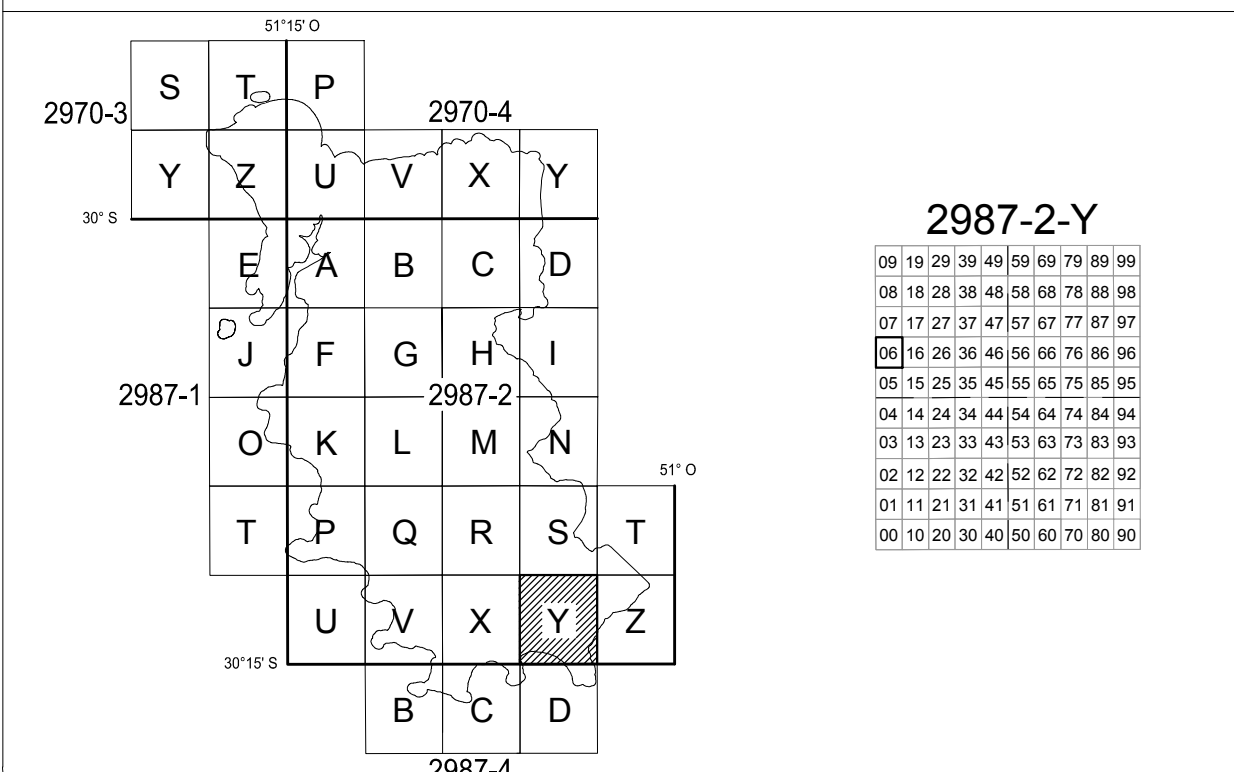 51°15' O
S T P
2970-3
2970-4
Y Z U V X Y
30° S
E A B C D
J F G H I
2987-1
2987-2
O K L M N
51° O
T P Q R S T
U V X Y Z
30°15' S
B C D
2987-4
2987-2-Y
09 19 29 39 49 59 69 79 89 99
08 18 28 38 48 58 68 78 88 98
07 17 27 37 47 57 67 77 87 97
06 16 26 36 46 56 66 76 86 96
05 15 25 35 45 55 65 75 85 95
04 14 24 34 44 54 64 74 84 94
03 13 23 33 43 53 63 73 83 93
02 12 22 32 42 52 62 72 82 92
01 11 21 31 41 51 61 71 81 91
00 10 20 30 40 50 60 70 80 90